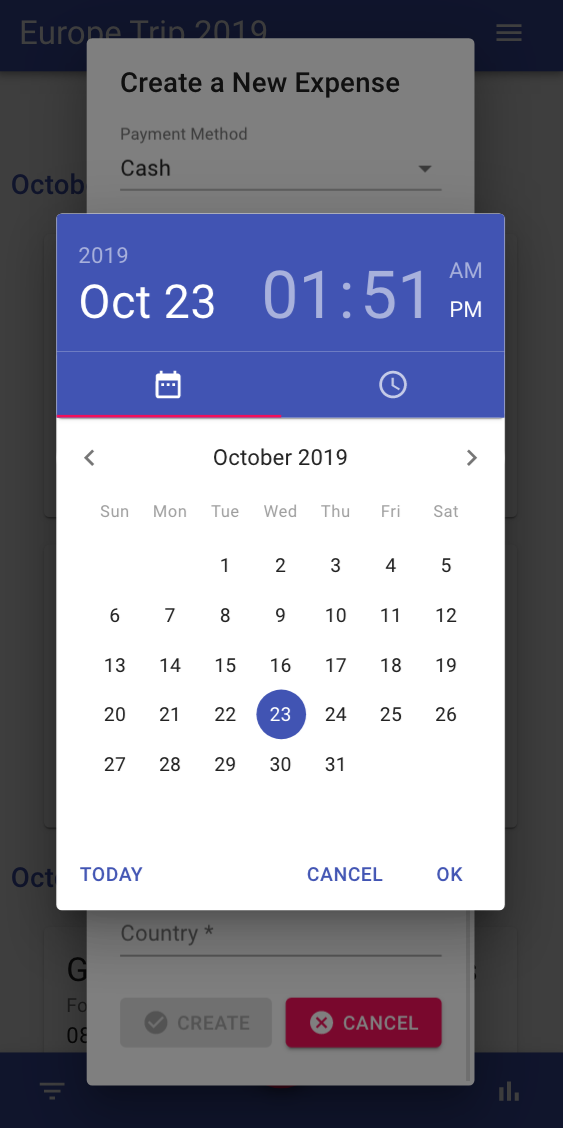 Europe Trip 2019
Create a New Expense
Payment Method
Cash
2019
Oct 23
01:51
AM
PM
October 2019
Sun Mon Tue Wed Thu Fri Sat
1 2 3 4 5
6 7 8 9 10 11 12
13 14 15 16 17 18 19
20 21 22 23 24 25 26
27 28 29 30 31
TODAY CANCEL OK
Country *
CREATE CANCEL